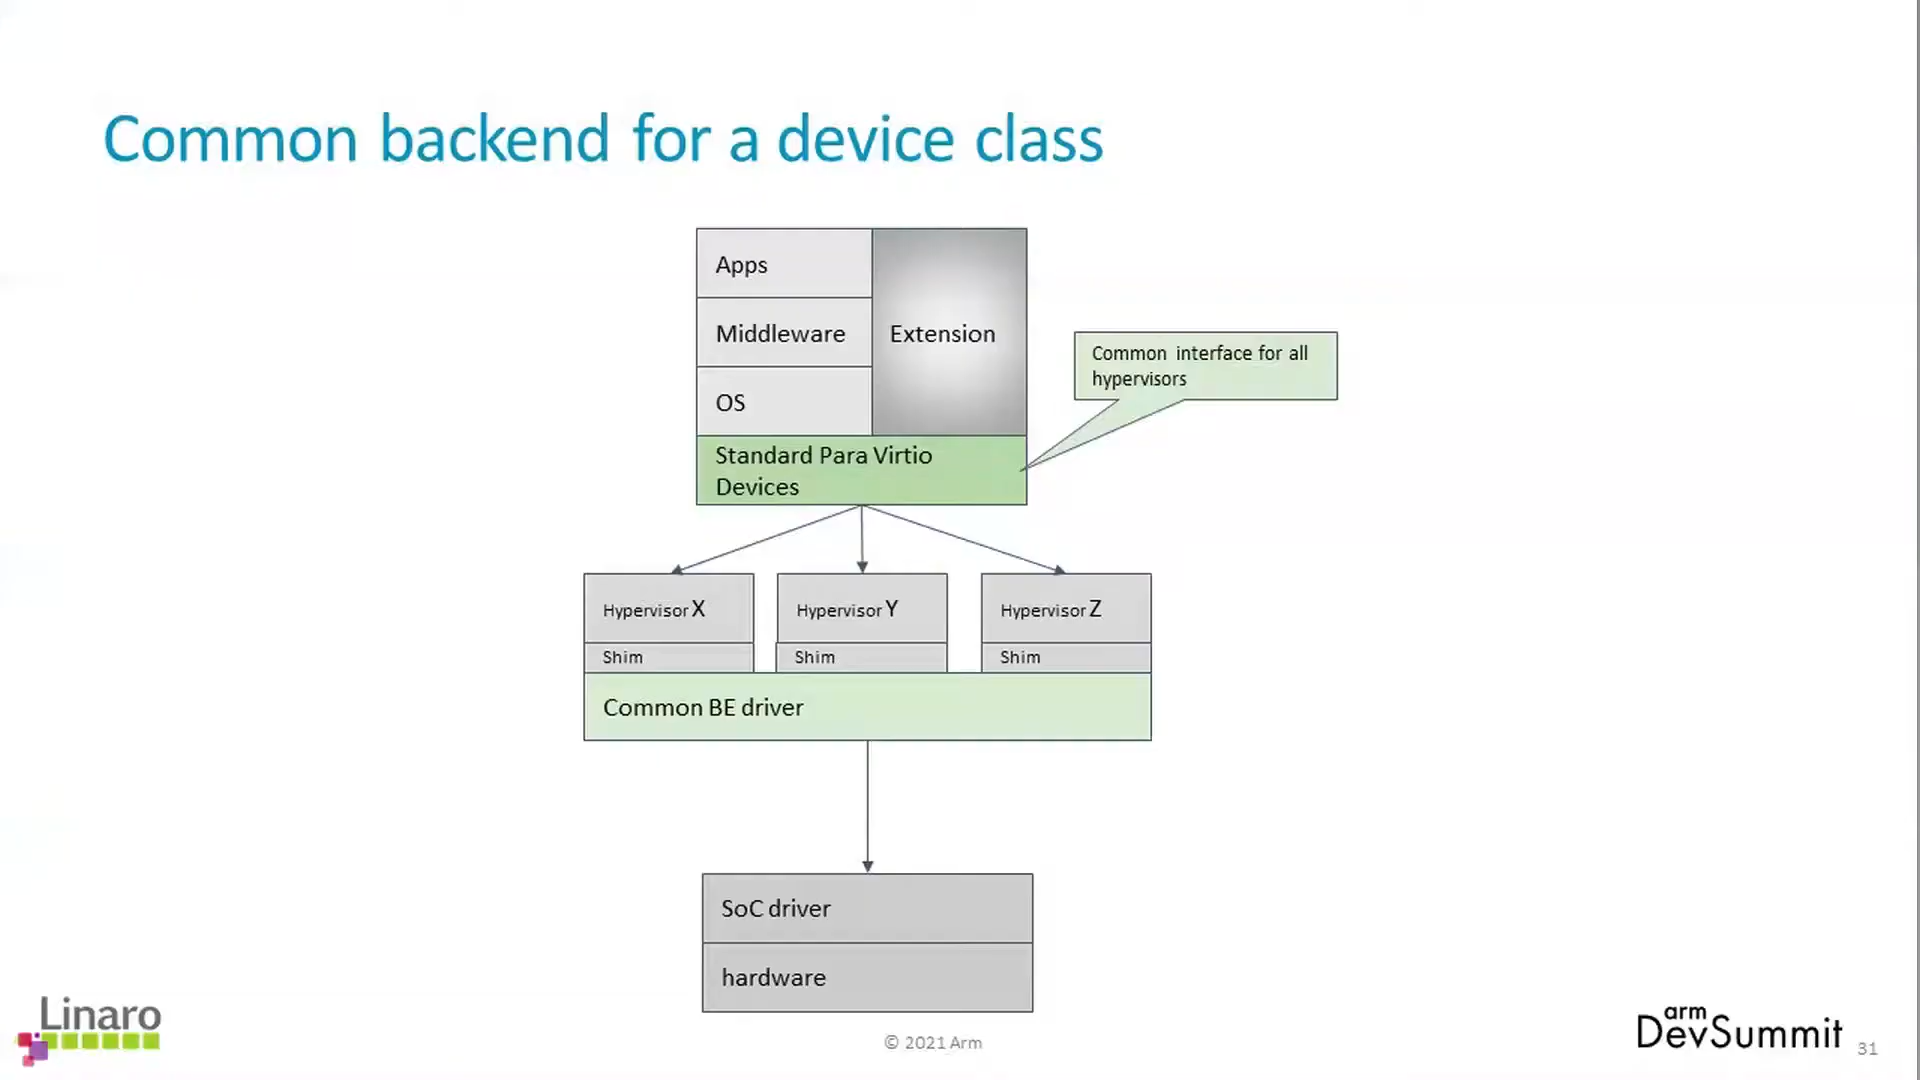 Common backend for a device class
Apps
Middleware
Extension
OS
Common interface for all
hypervisors
Standard Para Virtio
Devices
Hypervisor X
Hypervisor Y
Hypervisor Z
Shim
Shim
Shim
Common BE driver
SoC driver
hardware
Linaro
© 2021 Arm
arm
DevSummit
31